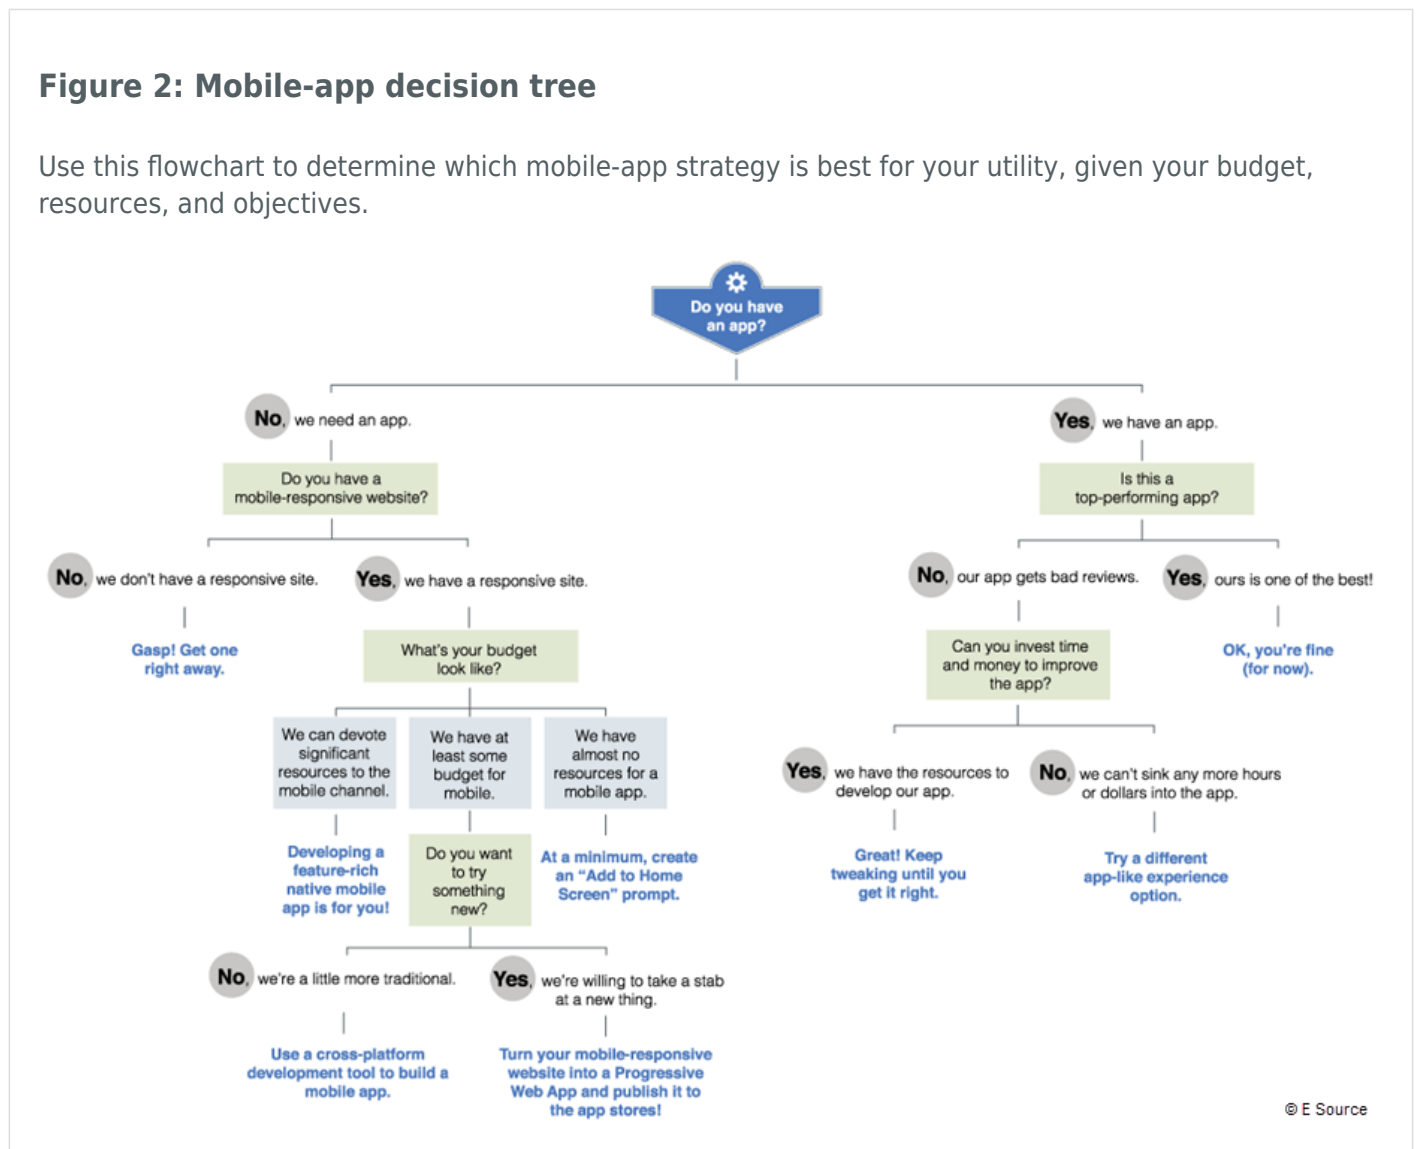 Figure 2: Mobile-app decision tree
Use this flowchart to determine which mobile-app strategy is best for your utility, given your budget,
resources, and objectives.
Do you have
an app?
No, we need an app.
Yes, we have an app.
Do you have a
mobile-responsive website?
Is this a
top-performing app?
No, we don't have a responsive site.
Yes, we have a responsive site.
No, our app gets bad reviews.
Yes, ours is one of the best!
Gasp! Get one
right away.
What's your budget
look like?
Can you invest time
and money to improve
the app?
OK, you're fine
(for now).
We can devote
significant
resources to the
mobile channel.
We have at
least some
budget for
mobile.
We have
almost no
resources for a
mobile app.
Yes, we have the resources to
develop our app.
No, we can't sink any more hours
or dollars into the app.
Developing a
feature-rich
native mobile
app is for you!
Do you want
to try
something
new?
At a minimum, create
an “Add to Home
Screen” prompt.
Great! Keep
tweaking until you
get it right.
Try a different
app-like experience
option.
No, we're a little more traditional.
Yes, we're willing to take a stab
at a new thing.
Use a cross-platform
development tool to build a
mobile app.
Turn your mobile-responsive
website into a Progressive
Web App and publish it to
the app stores!
© E Source